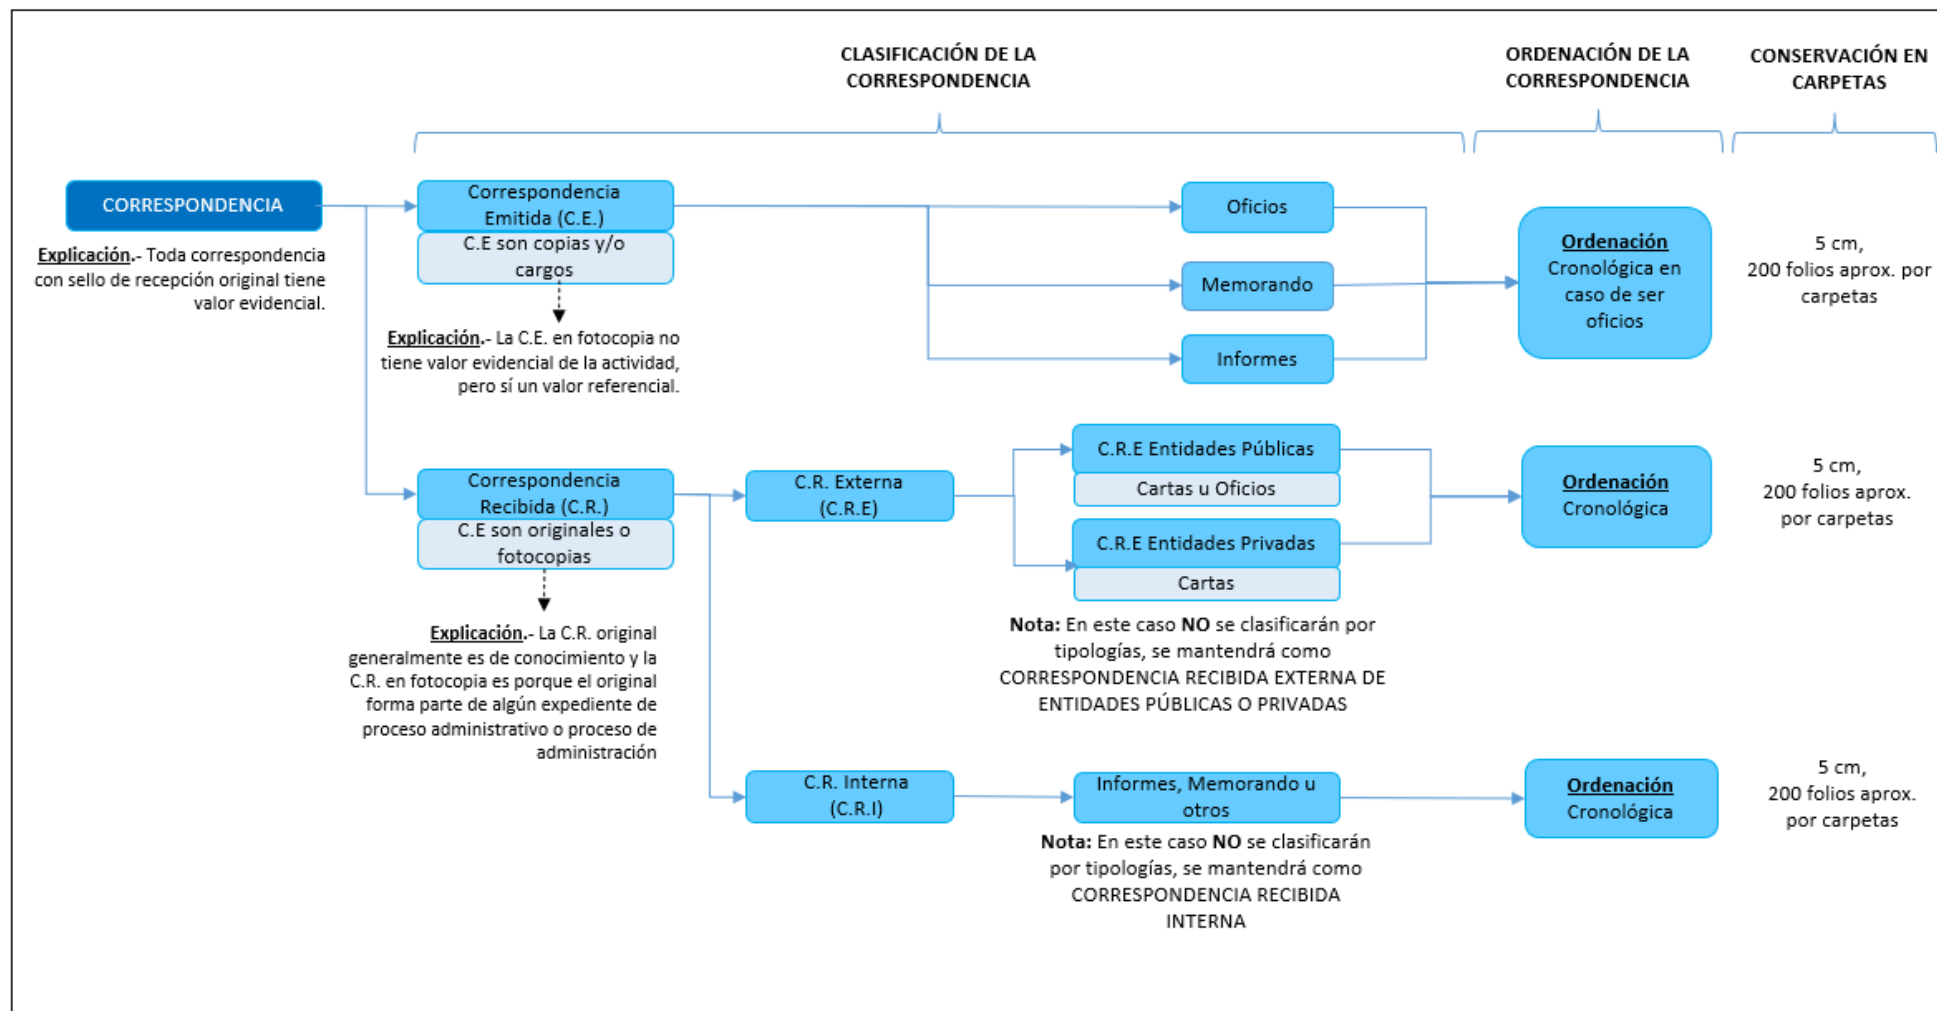 CLASIFICACIÓN DE LA
CORRESPONDENCIA
ORDENACIÓN DE LA
CORRESPONDENCIA
CONSERVACIÓN EN
CARPETAS
CORRESPONDENCIA
Explicación.- Toda correspondencia
con sello de recepción original tiene
valor evidencial.
Correspondencia
Emitida (C.E.)
C.E son copias y/o
cargos
Explicación.- La C.E. en fotocopia no
tiene valor evidencial de la actividad,
pero sí un valor referencial.
Oficios
Memorando
Informes
Ordenación
Cronológica en
caso de ser
oficios
5 cm,
200 folios aprox. por
carpetas
Correspondencia
Recibida (C.R.)
C.E son originales o
fotocopias
Explicación.- La C.R. original
generalmente es de conocimiento y la
C.R. en fotocopia es porque el original
forma parte de algún expediente de
proceso administrativo o proceso de
administración
C.R. Externa
(C.R.E)
C.R.E Entidades Públicas
Cartas u Oficios
C.R.E Entidades Privadas
Cartas
Nota: En este caso NO se clasificarán por
tipologías, se mantendrá como
CORRESPONDENCIA RECIBIDA EXTERNA DE
ENTIDADES PÚBLICAS O PRIVADAS
Ordenación
Cronológica
5 cm,
200 folios aprox.
por carpetas
C.R. Interna
(C.R.I)
Informes, Memorando u
otros
Nota: En este caso NO se clasificarán
por tipologías, se mantendrá como
CORRESPONDENCIA RECIBIDA
INTERNA
Ordenación
Cronológica
5 cm,
200 folios aprox.
por carpetas